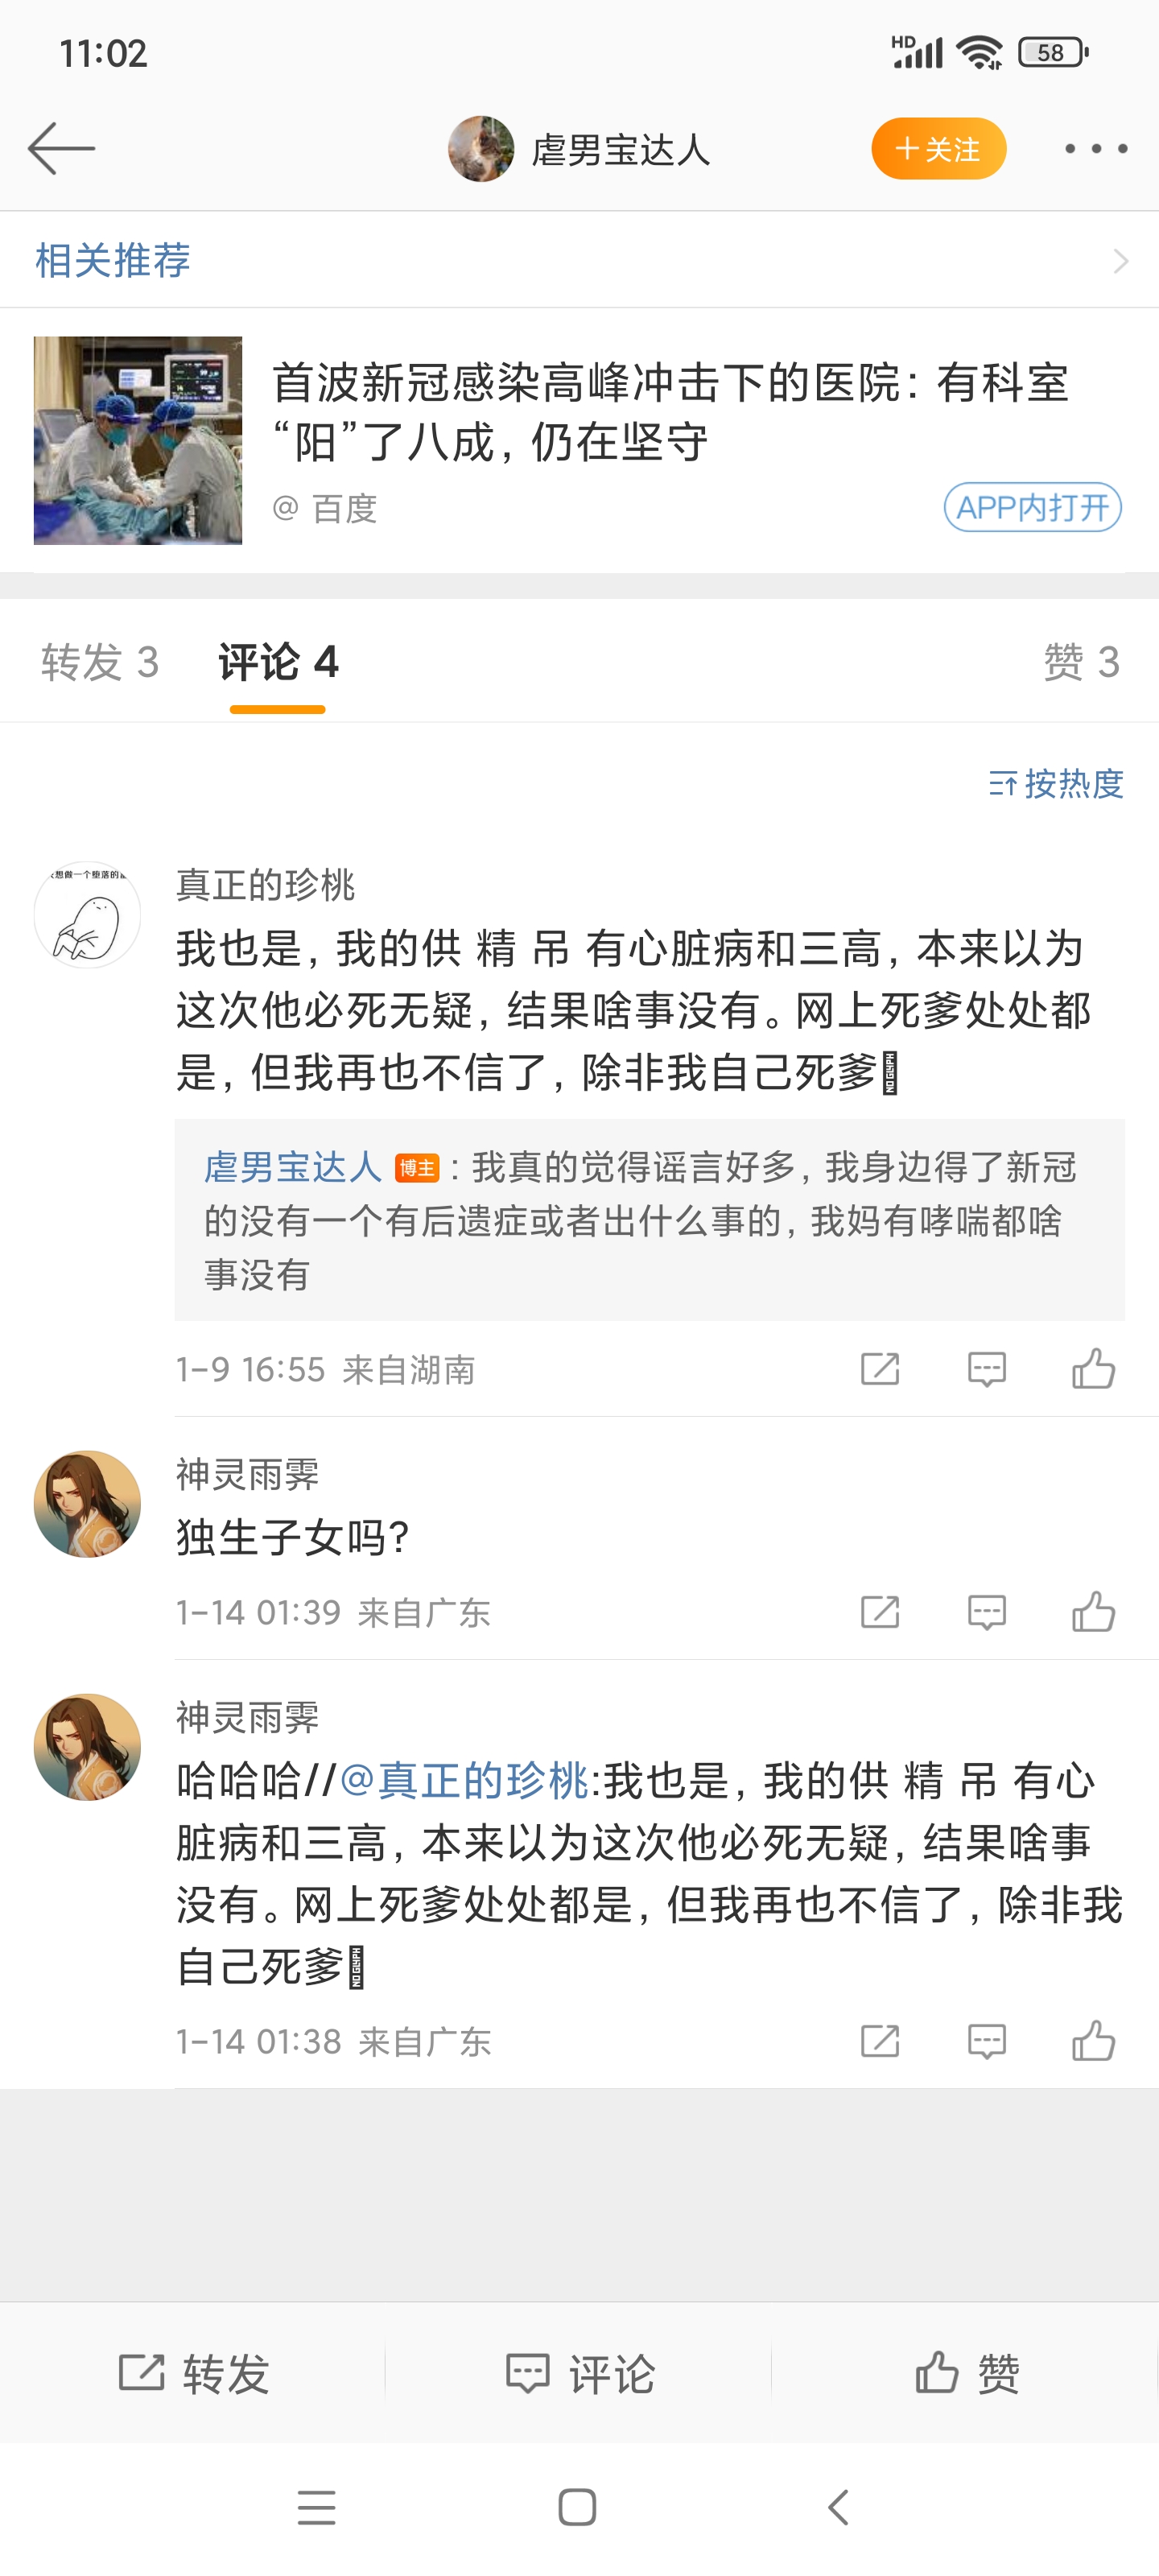 11:02
HD
58
虐男宝达人
+关注
相关推荐
首波新冠感染高峰冲击下的医院：有科室
“阳”了八成，仍在坚守
@ 百度
APP内打开
转发 3
评论 4
赞 3
按热度
想做一个堕落的
真正的珍桃
我也是，我的供 精 吊 有心脏病和三高，本来以为
这次他必死无疑，结果啥事没有。网上死爹处处都
是，但我再也不信了，除非我自己死爹
虐男宝达人 博主：我真的觉得谣言好多，我身边得了新冠
的没有一个有后遗症或者出什么事的，我妈有哮喘都啥
事没有
1-9 16:55 来自湖南
神灵雨霁
独生子女吗?
1-14 01:39 来自广东
神灵雨霁
哈哈哈//@真正的珍桃:我也是，我的供 精 吊 有心
脏病和三高，本来以为这次他必死无疑，结果啥事
没有。网上死爹处处都是，但我再也不信了，除非我
自己死爹
1-14 01:38 来自广东
转发
评论
赞